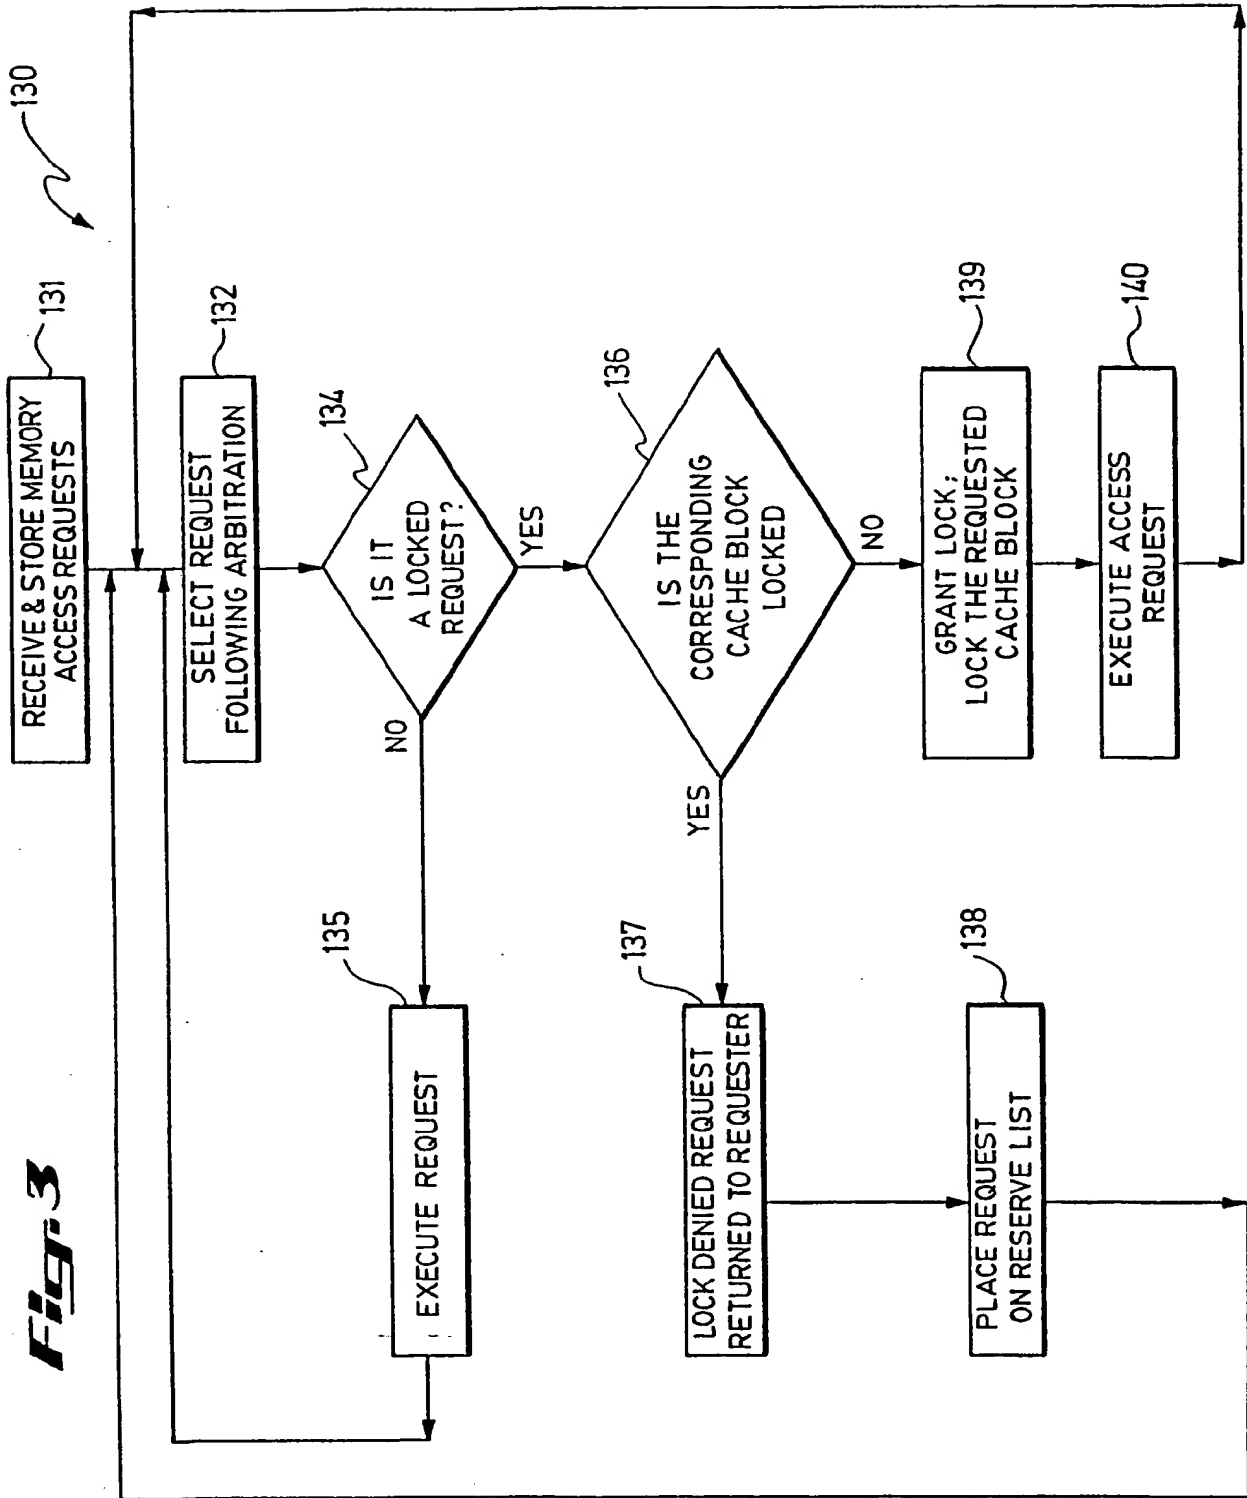 Fig. 3
130
RECEIVE & STORE MEMORY
ACCESS REQUESTS
131
SELECT REQUEST
FOLLOWING ARBITRATION
132
IS IT
A LOCKED
REQUEST?
134
NO
YES
EXECUTE REQUEST
135
IS THE
CORRESPONDING
CACHE BLOCK
LOCKED
136
YES
NO
LOCK DENIED REQUEST
RETURNED TO REQUESTER
137
PLACE REQUEST
ON RESERVE LIST
138
GRANT LOCK;
LOCK THE REQUESTED
CACHE BLOCK
139
EXECUTE ACCESS
REQUEST
140